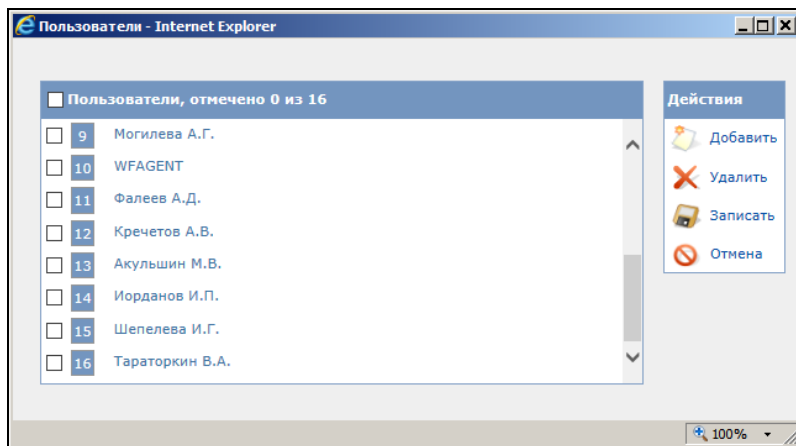 Пользователи - Internet Explorer
Пользователи, отмечено 0 из 16
9 Могилева А.Г.
10 WFAGENT
11 Фалеев А.Д.
12 Кречетов А.В.
13 Акульшин М.В.
14 Иорданов И.П.
15 Шепелева И.Г.
16 Тараторкин В.А.
Действия
Добавить
Удалить
Записать
Отмена
100%